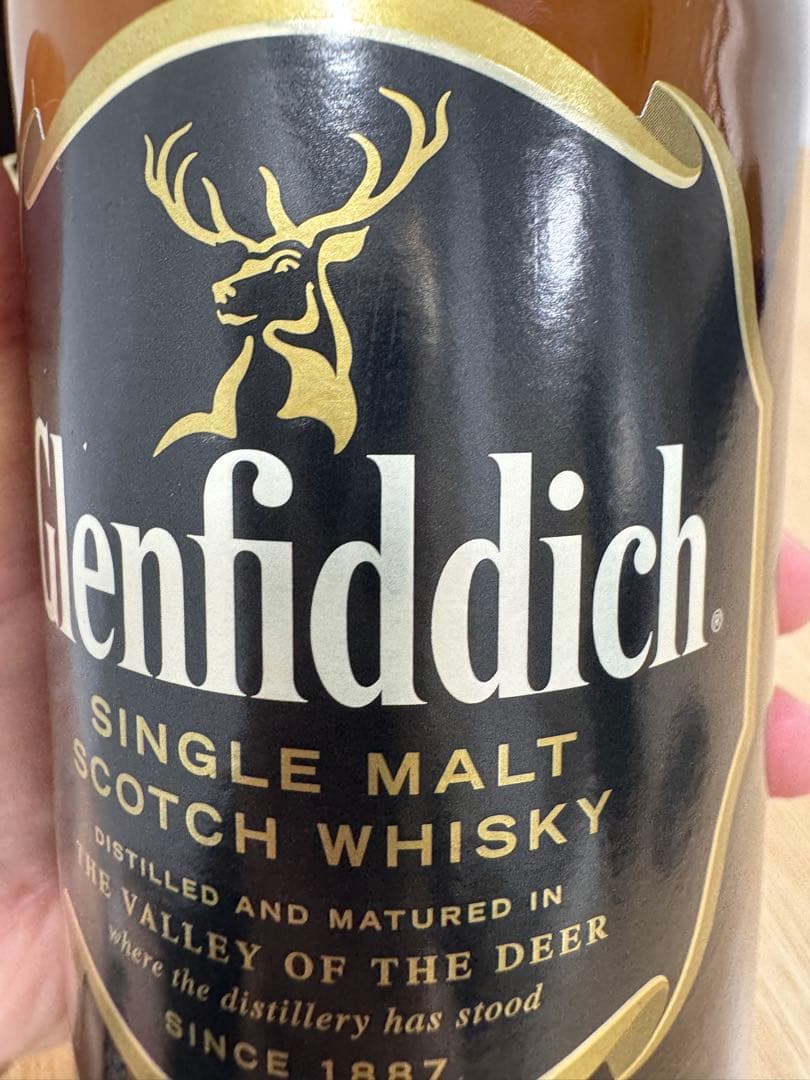 Glenfiddich®
SINGLE MALT
SCOTCH WHISKY
DISTILLED AND MATURED IN
THE VALLEY OF THE DEER
where the distillery has stood
SINCE 1887.